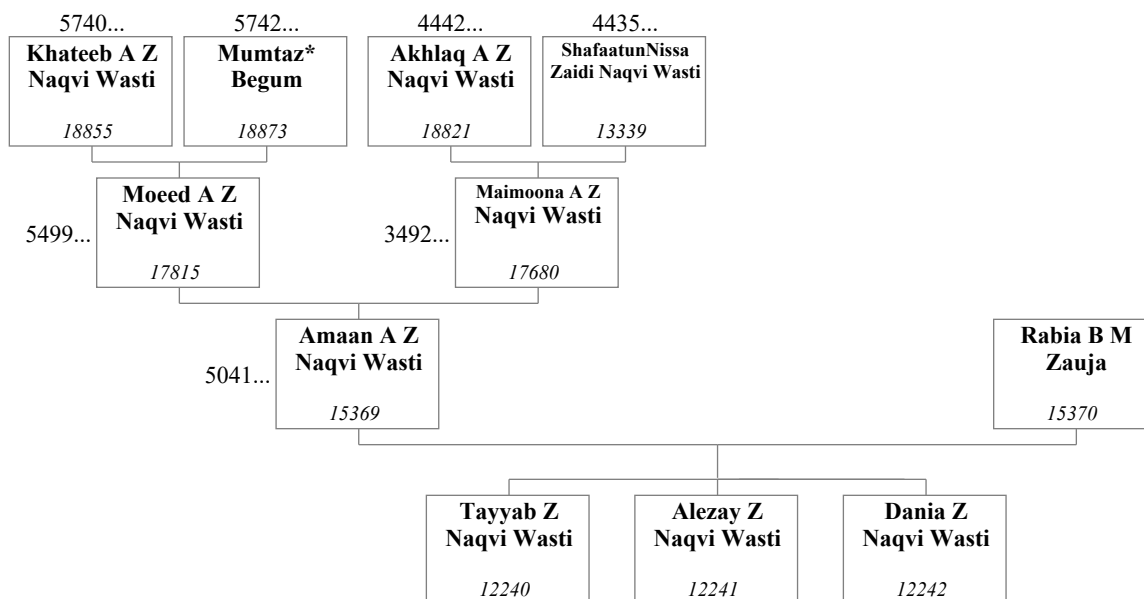 5740... 5742... 4442... 4435...
Khateeb A Z
Naqvi Wasti
18855
Mumtaz*
Begum
18873
Akhlaq A Z
Naqvi Wasti
18821
ShafaatunNissa
Zaidi Naqvi Wasti
13339
5499...
Moeed A Z
Naqvi Wasti
17815
3492...
Maimoona A Z
Naqvi Wasti
17680
5041...
Amaan A Z
Naqvi Wasti
15369
Rabia B M
Zauja
15370
Tayyab Z
Naqvi Wasti
12240
Alezay Z
Naqvi Wasti
12241
Dania Z
Naqvi Wasti
12242